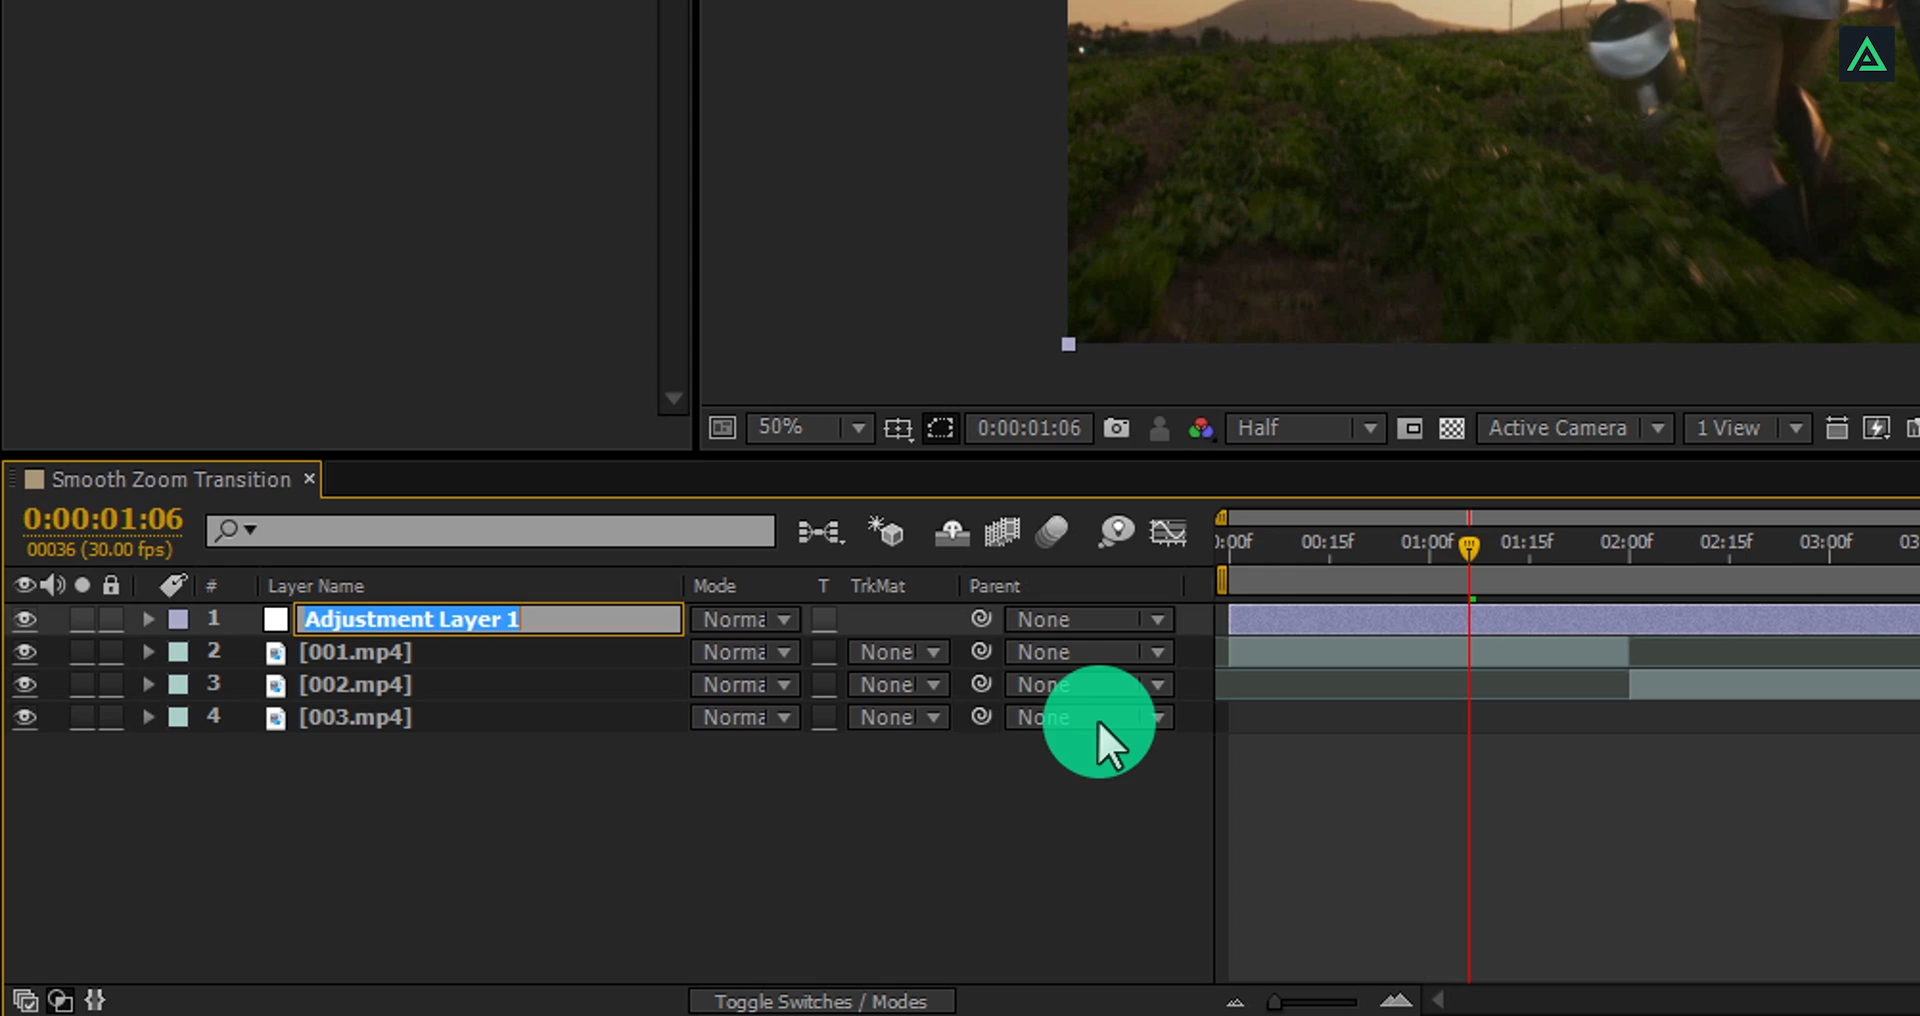 50%
0:00:01:06
Half
Active Camera
1 View
Smooth Zoom Transition ×
0:00:01:06
00036 (30.00 fps)
):00f 00:15f 01:00f 01:15f 02:00f 02:15f 03:00f 03
# Layer Name Mode T TrkMat Parent
1 Adjustment Layer 1 Norma None
2 [001.mp4] Norma None None
3 [002.mp4] Norma None None
4 [003.mp4] Norma None None
Toggle Switches / Modes